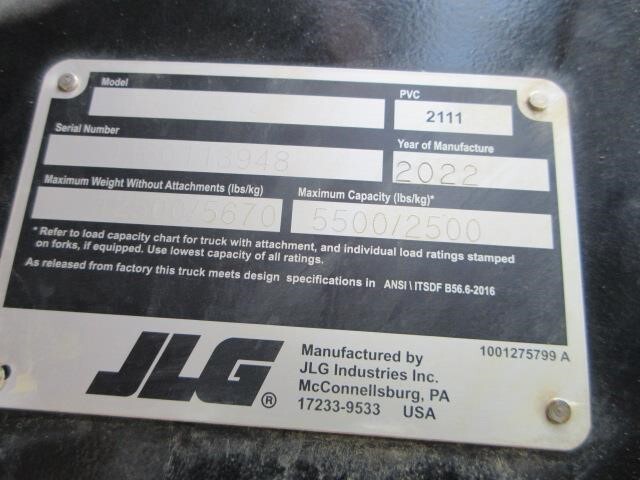 Model
PVC
2111
Serial Number
Year of Manufacture
2022
Maximum Weight Without Attachments (lbs/kg)
Maximum Capacity (lbs/kg)*
5500/2500
* Refer to load capacity chart for truck with attachment, and individual load ratings stamped
on forks, if equipped. Use lowest capacity of all ratings.
As released from factory this truck meets design specifications in ANSI \ ITSDF B56.6-2016
JLG®
Manufactured by
JLG Industries Inc.
McConnellsburg, PA
17233-9533 USA
1001275799 A